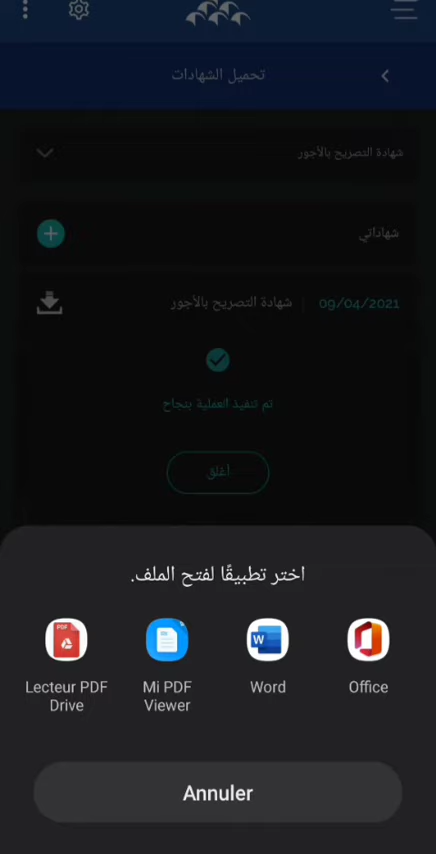 تحميل الشهادات
شهادة التصريح بالأجور
شهاداتي
09/04/2021 | شهادة التصريح بالأجور
تم تنفيذ العملية بنجاح
أغلق
اختر تطبيقًا لفتح الملف.
Lecteur PDF
Drive
Mi PDF
Viewer
Word
Office
Annuler